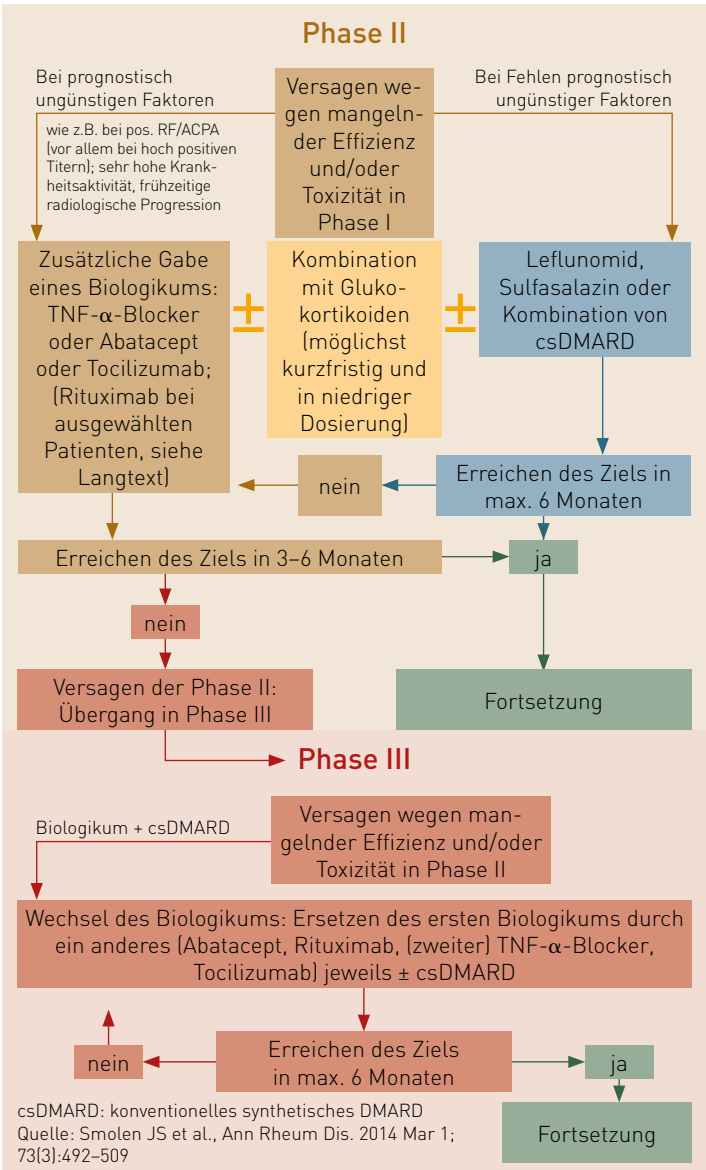 Phase II
Bei prognostisch
ungünstigen Faktoren
wie z.B. bei pos. RF/ACPA
(vor allem bei hoch positiven
Titern); sehr hohe Krank-
heitsaktivität, frühzeitige
radiologische Progression
Versagen we-
gen mangeln-
der Effizienz
und/oder
Toxizität in
Phase I
Bei Fehlen prognostisch
ungünstiger Faktoren
Zusätzliche Gabe
eines Biologikums:
TNF-α-Blocker
oder Abatacept
oder Tocilizumab;
(Rituximab bei
ausgewählten
Patienten, siehe
Langtext)
±
Kombination
mit Gluko-
kortikoiden
(möglichst
kurzfristig und
in niedriger
Dosierung)
±
Leflunomid,
Sulfasalazin oder
Kombination von
csDMARD
nein
Erreichen des Ziels in
max. 6 Monaten
Erreichen des Ziels in 3–6 Monaten
ja
nein
Versagen der Phase II:
Übergang in Phase III
Fortsetzung
Phase III
Biologikum + csDMARD
Versagen wegen man-
gelnder Effizienz und/oder
Toxizität in Phase II
Wechsel des Biologikums: Ersetzen des ersten Biologikums durch
ein anderes (Abatacept, Rituximab, (zweiter) TNF-α-Blocker,
Tocilizumab) jeweils ± csDMARD
nein
Erreichen des Ziels
in max. 6 Monaten
ja
Fortsetzung
csDMARD: konventionelles synthetisches DMARD
Quelle: Smolen JS et al., Ann Rheum Dis. 2014 Mar 1;
73(3):492–509